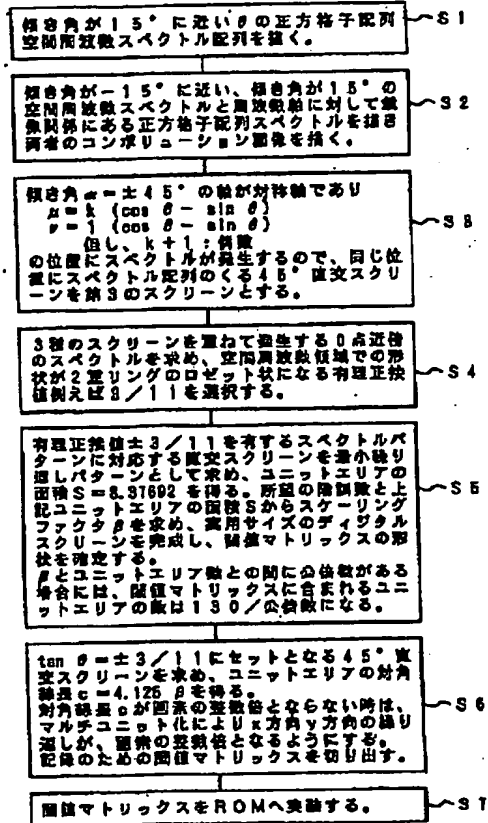 傾き角が15°に近いθの正方格子配列
空間周波数スペクトル配列を描く。
S1
傾き角が-15°に近い、傾き角が15°の
空間周波数スペクトルと周波数軸に対して鏡
像関係にある正方格子配列スペクトルを描き
両者のコンボリューション画像を描く。
S2
傾き角α=±45°の軸が対称軸であり
μ=k (cos θ- sin θ)
ν=l (cos θ- sin θ)
但し、k+l:偶数
の位置にスペクトルが発生するので、同じ位
置にスペクトル配列のくる45°直交スクリ
ーンを第3のスクリーンとする。
S3
3種のスクリーンを重ねて発生する0点近傍
のスペクトルを求め、空間周波数領域での形
状が2重リングのロゼット状になる有理正接
値例えば3/11を選択する。
S4
有理正接値±3/11を有するスペクトルパ
ターンに対応する直交スクリーンを最小繰り
返しパターンとして求め、ユニットエリアの
面積S=8.37692を得る。所望の階調数と上
記ユニットエリアの面積Sからスケーリング
ファクタβを求め、実用サイズのディジタル
スクリーンを完成し、閾値マトリックスの形
状を確定する。
βとユニットエリア数との間に公倍数がある
場合には、閾値マトリックスに含まれるユニ
ットエリアの数は130/公倍数になる。
S5
tan θ=±3/11にセットとなる45°直
交スクリーンを求め、ユニットエリアの対角
線長c=4.125 βを得る。
対角線長cが画素の整数倍とならない時は、
マルチユニット化によりx方向y方向の繰り
返しが、画素の整数倍となるようにする。
記録のための閾値マトリックスを切り出す。
S6
閾値マトリックスをROMへ実装する。
S7